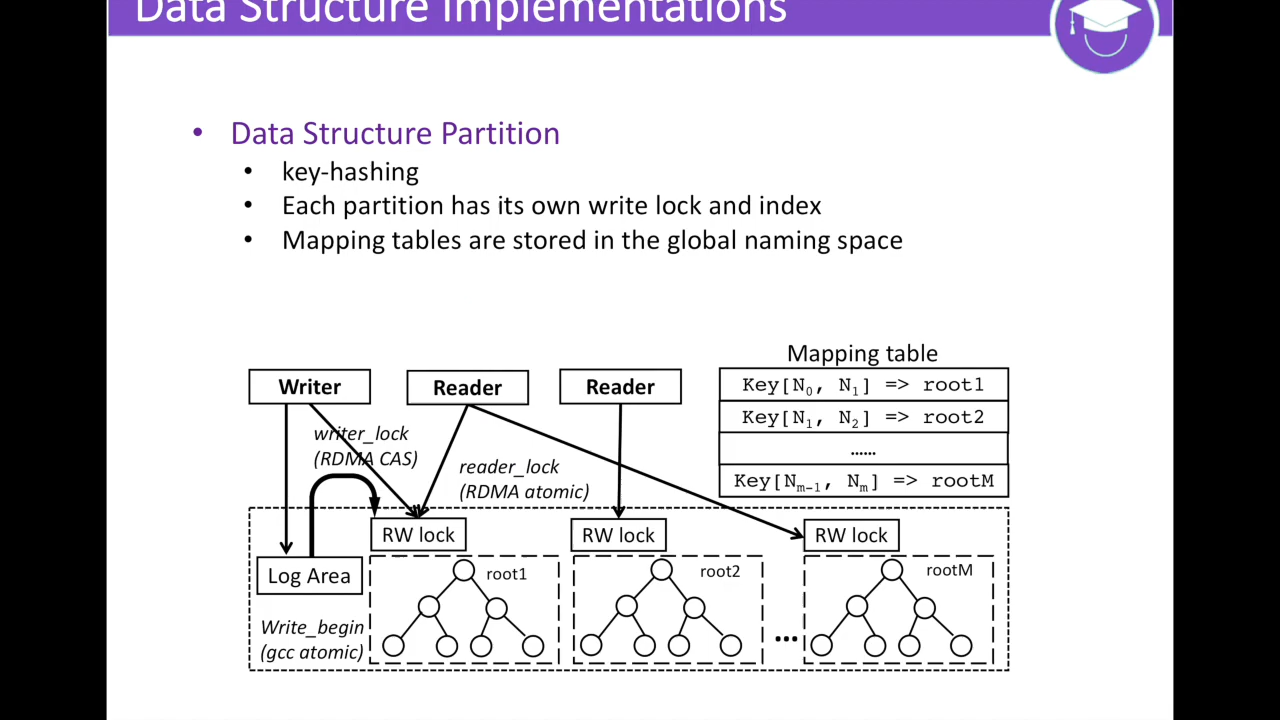 Data Structure Implementations
• Data Structure Partition
• key-hashing
• Each partition has its own write lock and index
• Mapping tables are stored in the global naming space
Mapping table
Writer
Reader
Reader
Key[N₀, N₁] => root1
Key[N₁, N₂] => root2
……
Key[Nₘ₋₁, Nₘ] => rootM
writer_lock
(RDMA CAS)
reader_lock
(RDMA atomic)
RW lock
RW lock
RW lock
Log Area
root1
root2
rootM
Write_begin
(gcc atomic)
...